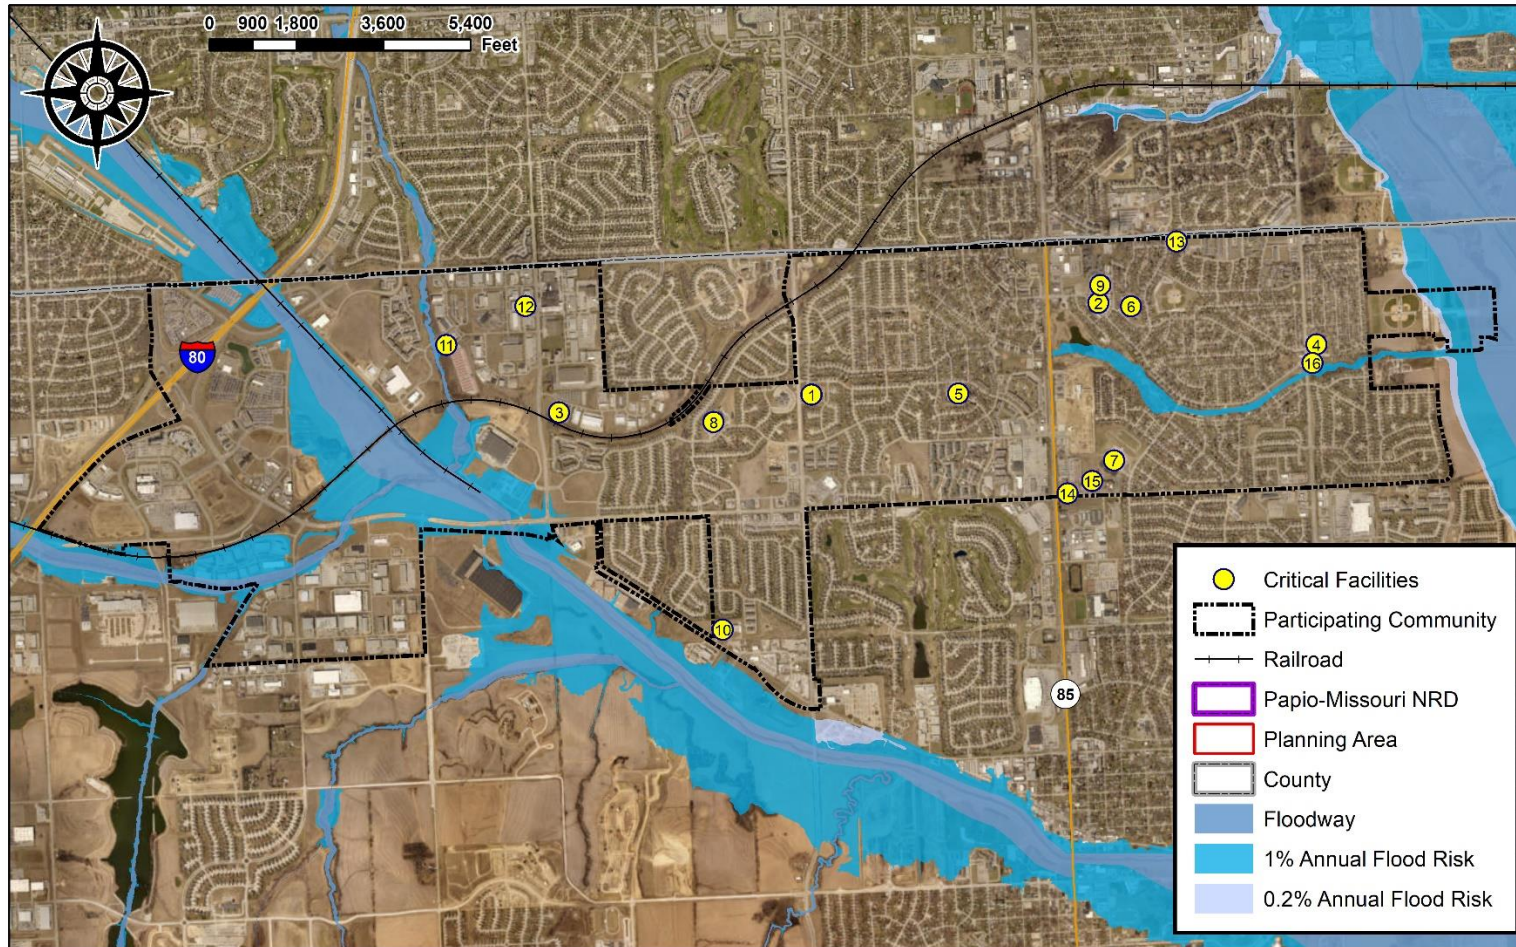 0 900 1,800 3,600 5,400
Feet
13
9
2
6
12
11
4
16
80
1
5
3
8
7
15
14
10
85
Critical Facilities
Participating Community
Railroad
Papio-Missouri NRD
Planning Area
County
Floodway
1% Annual Flood Risk
0.2% Annual Flood Risk